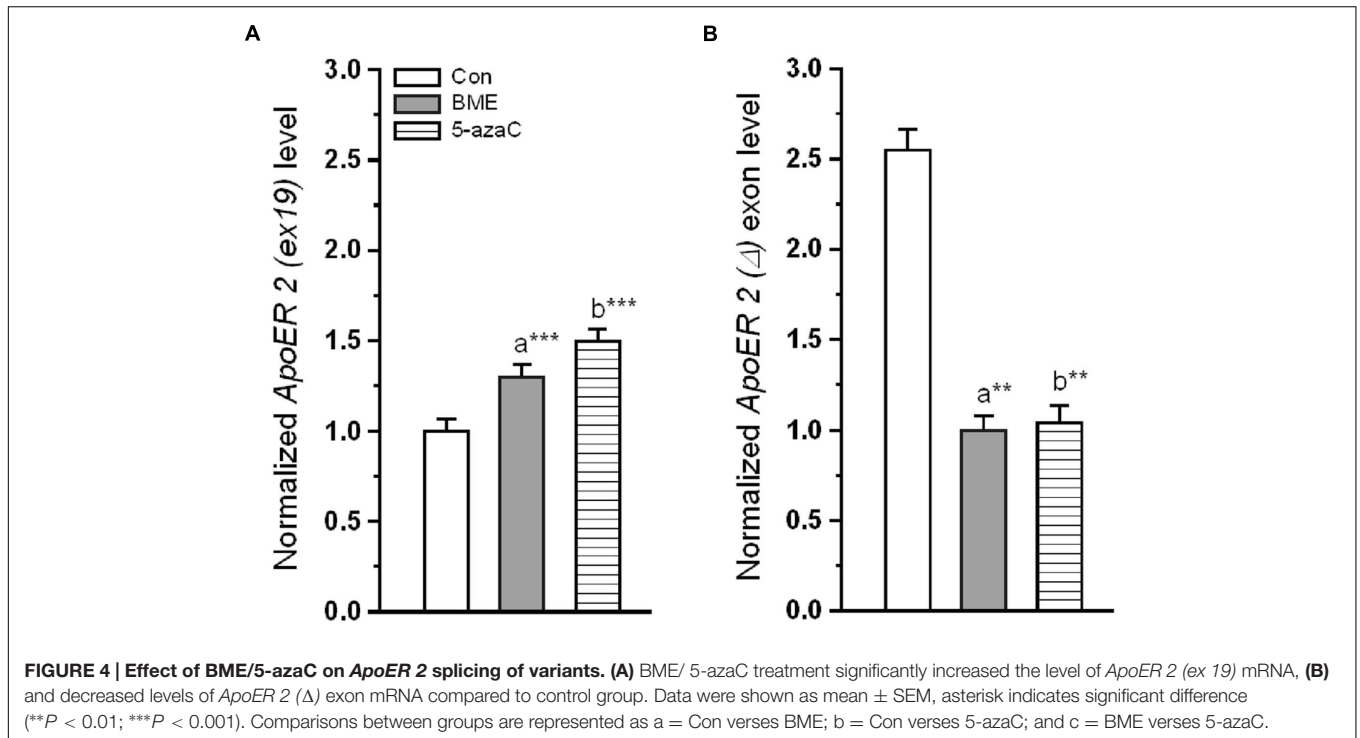 A
Normalized ApoER 2 (ex19) level
3.0
2.5
2.0
1.5
1.0
0.5
0.0
Con
BME
5-azaC
a***
b***
B
Normalized ApoER 2 (Δ) exon level
3.0
2.5
2.0
1.5
1.0
0.5
0.0
a**
b**
FIGURE 4 | Effect of BME/5-azaC on ApoER 2 splicing of variants. (A) BME/ 5-azaC treatment significantly increased the level of ApoER 2 (ex 19) mRNA, (B)
and decreased levels of ApoER 2 (Δ) exon mRNA compared to control group. Data were shown as mean ± SEM, asterisk indicates significant difference
(**P < 0.01; ***P < 0.001). Comparisons between groups are represented as a = Con verses BME; b = Con verses 5-azaC; and c = BME verses 5-azaC.